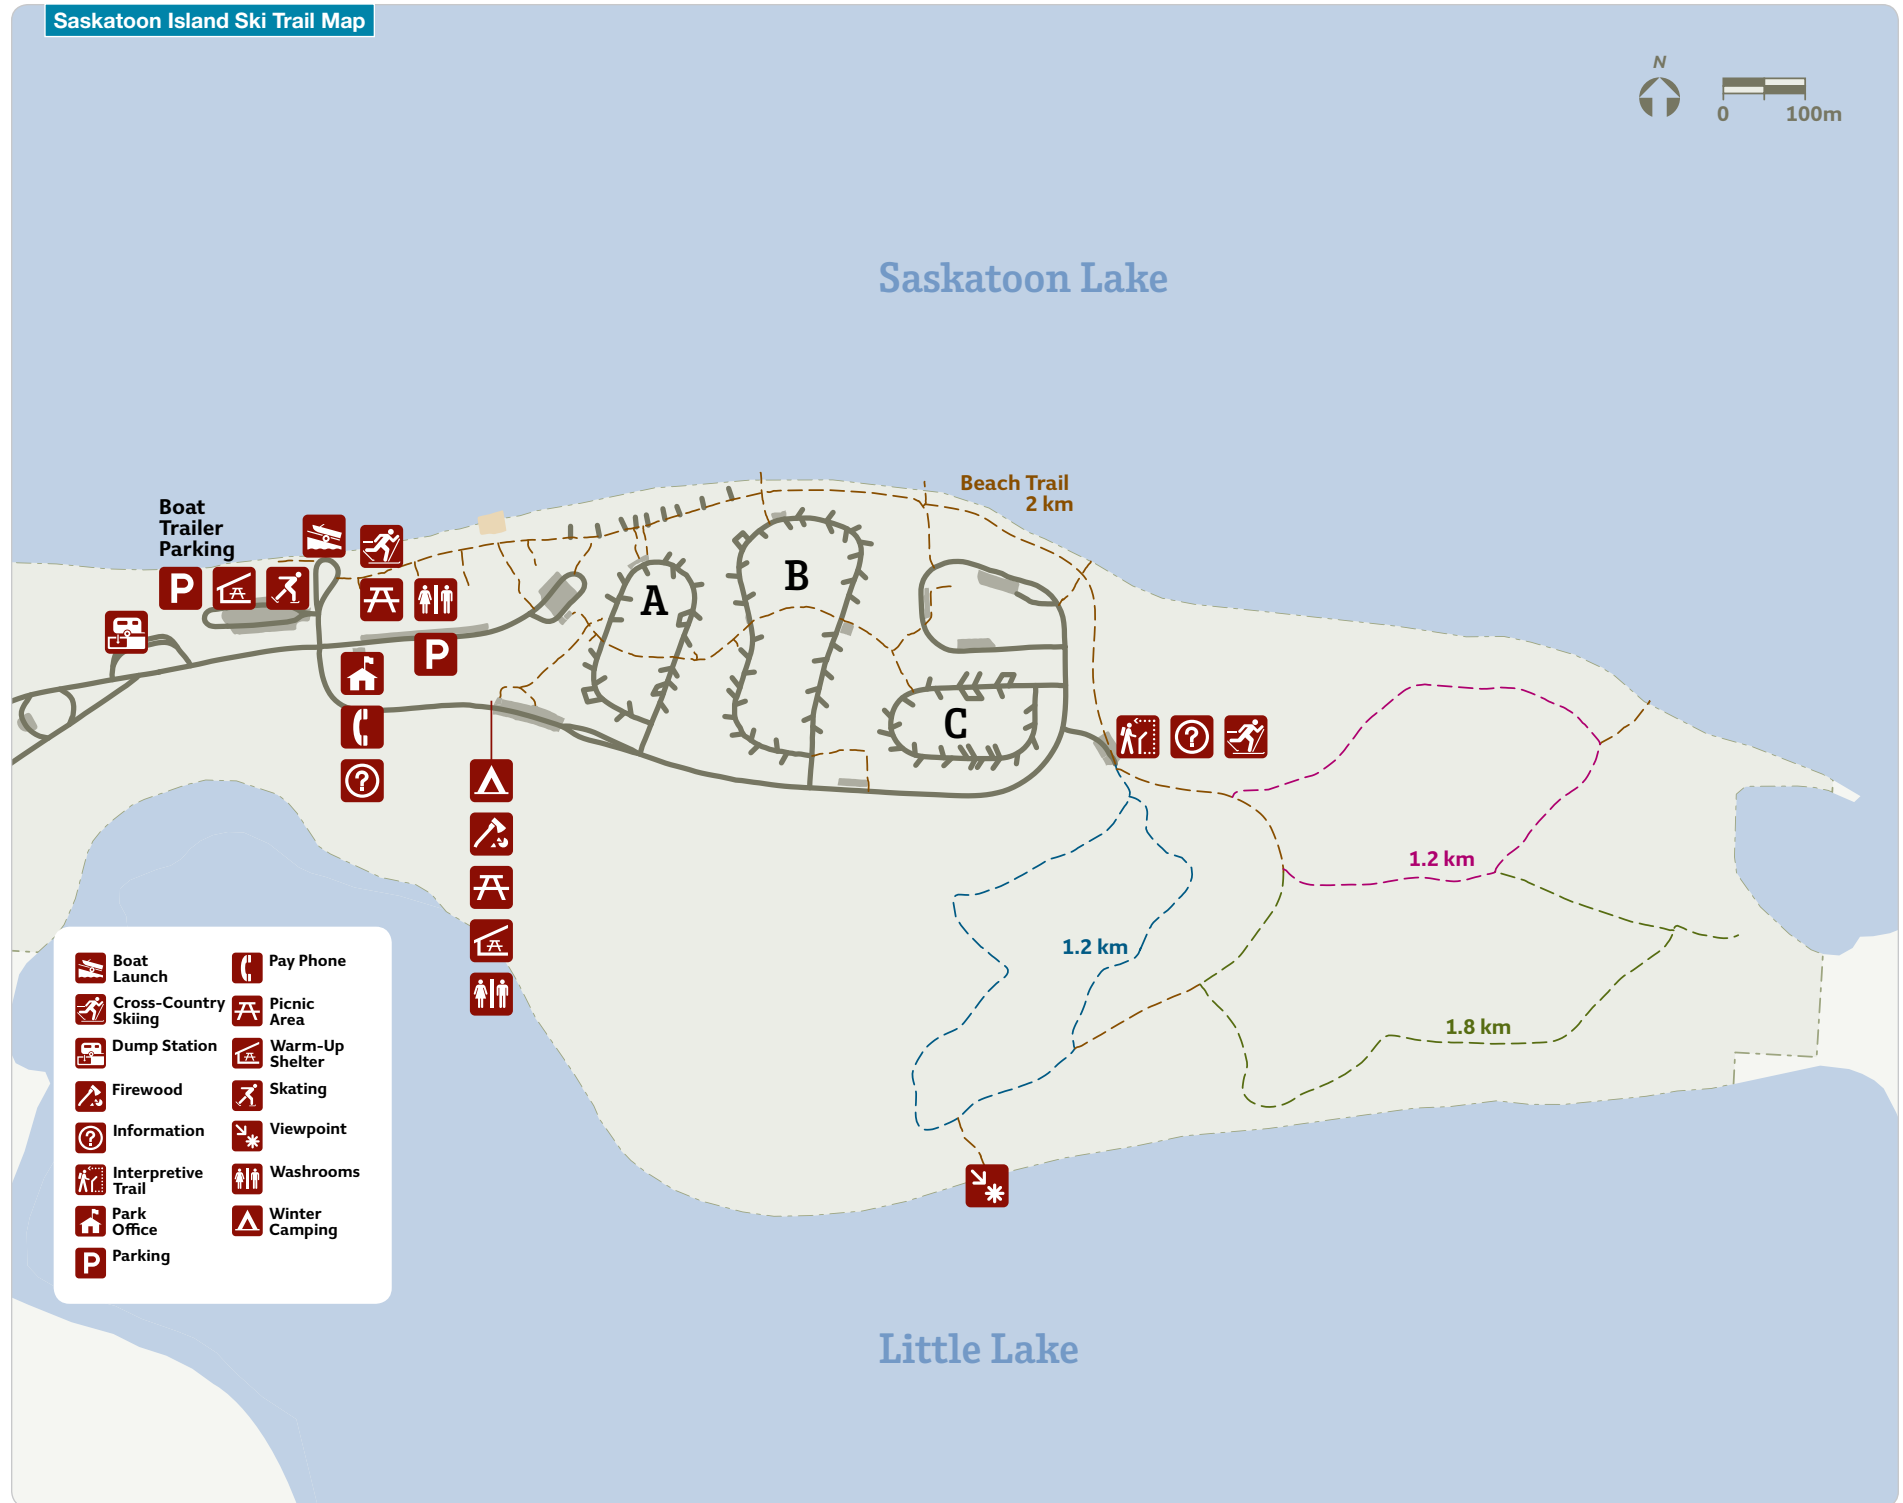 Saskatoon Island Ski Trail Map
N
0 100m
Saskatoon Lake
Beach Trail
2 km
Boat
Trailer
Parking
P
A
B
C
P
?
?
1.2 km
1.2 km
1.8 km
Boat
Launch
Cross-Country
Skiing
Dump Station
Firewood
? Information
Interpretive
Trail
Park
Office
P Parking
Pay Phone
Picnic
Area
Warm-Up
Shelter
Skating
Viewpoint
Washrooms
Winter
Camping
Little Lake